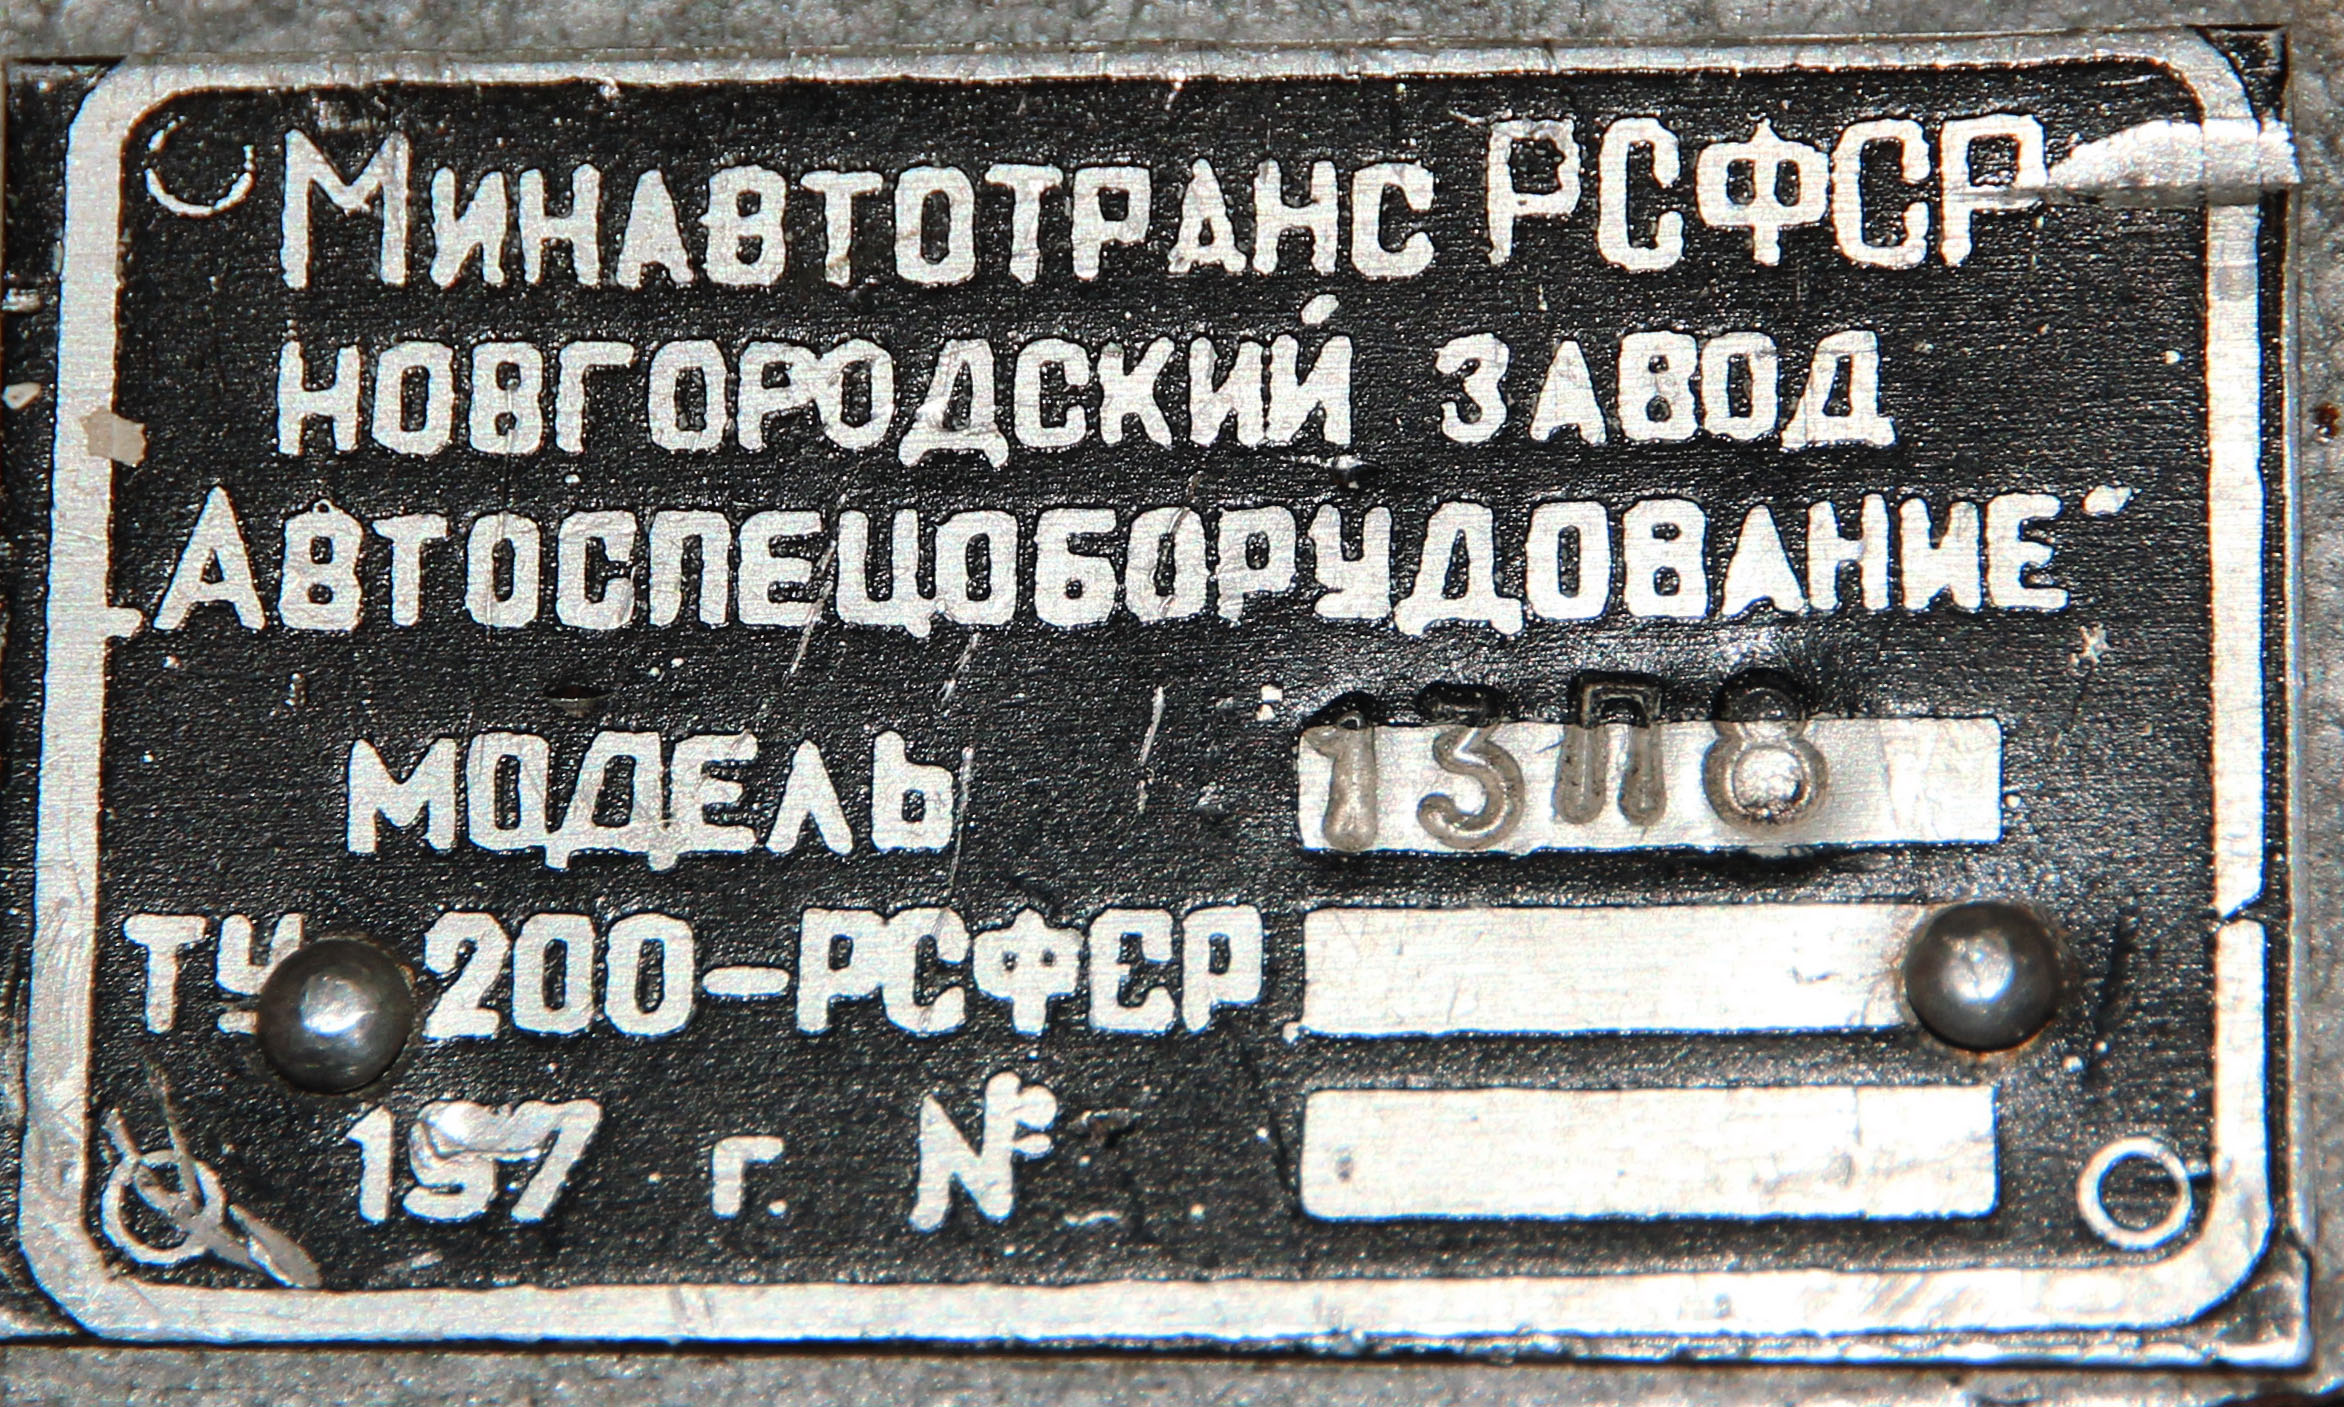 МИНАВТОТРАНС РСФСР
НОВГОРОДСКИЙ ЗАВОД
АВТОСПЕЦОБОРУДОВАНИЕ"
МОДЕЛЬ 13П8
ТУ 200-РСФСР
197 г. №